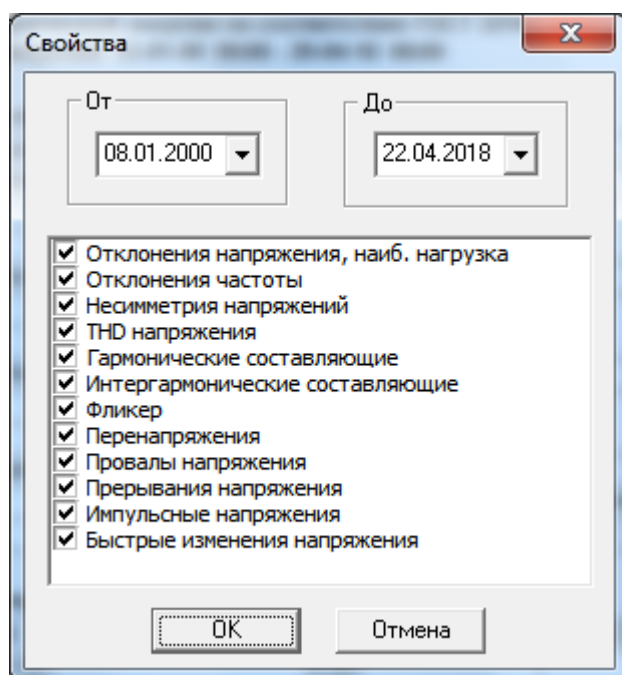 Свойства
От
До
08.01.2000
22.04.2018
Отклонения напряжения, наиб. нагрузка
Отклонения частоты
Несимметрия напряжений
THD напряжения
Гармонические составляющие
Интергармонические составляющие
Фликер
Перенапряжения
Провалы напряжения
Прерывания напряжения
Импульсные напряжения
Быстрые изменения напряжения
OK
Отмена